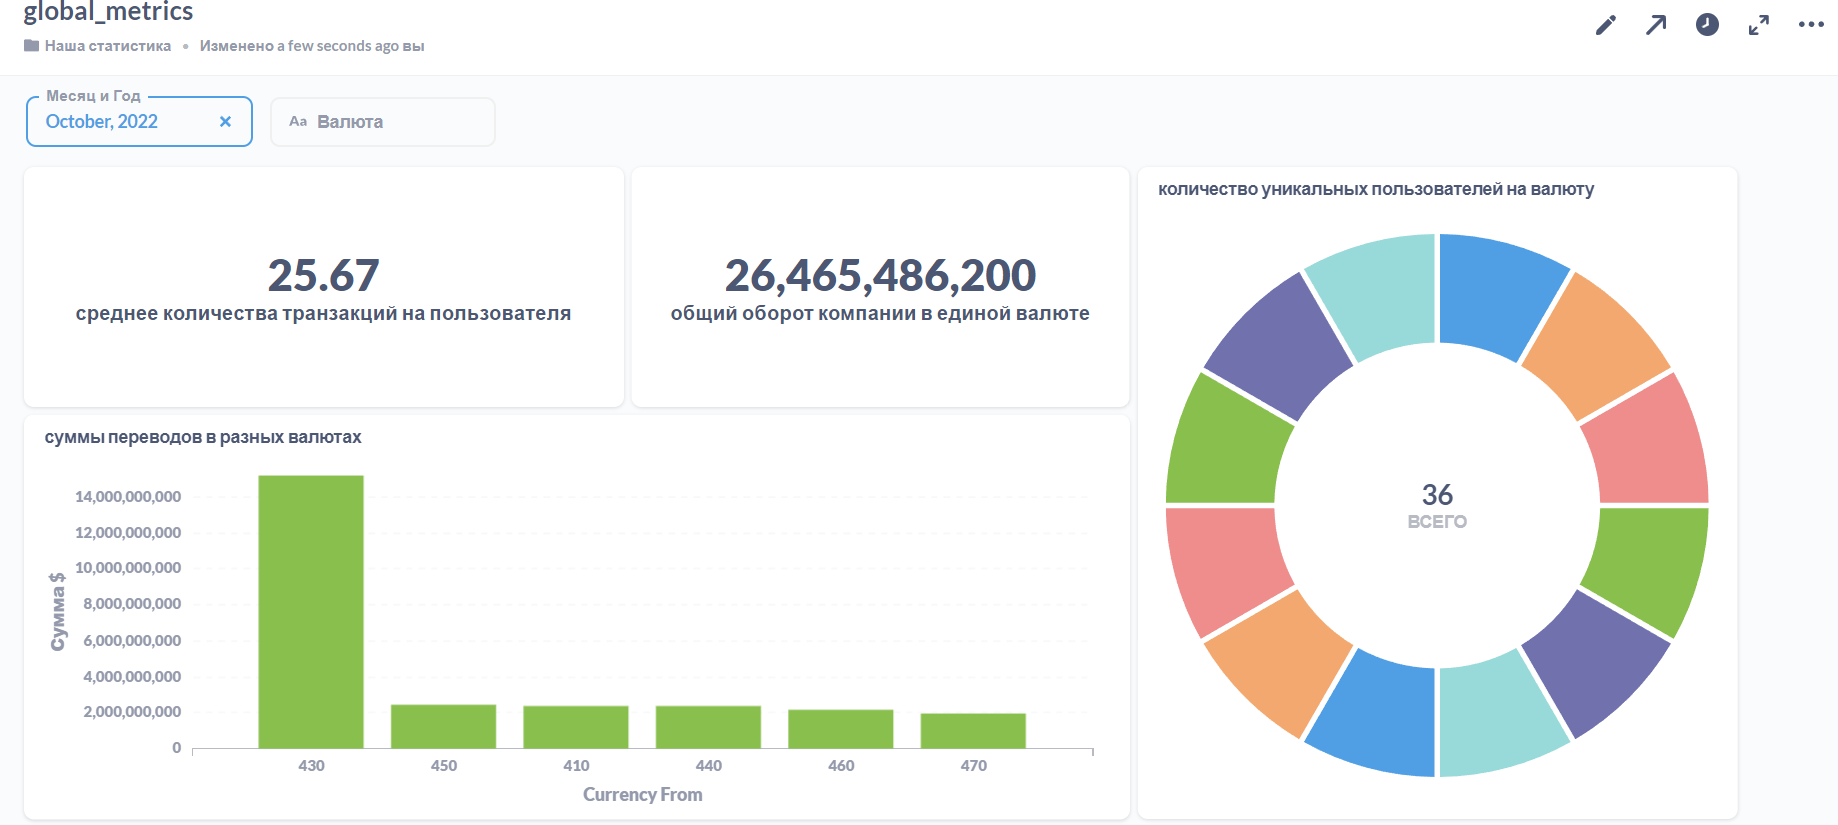 global_metrics
Наша статистика • Изменено a few seconds ago вы
Месяц и Год
October, 2022
Aa Валюта
25.67
среднее количества транзакций на пользователя
26,465,486,200
общий оборот компании в единой валюте
количество уникальных пользователей на валюту
36
ВСЕГО
суммы переводов в разных валютах
Сумма $
14,000,000,000
12,000,000,000
10,000,000,000
8,000,000,000
6,000,000,000
4,000,000,000
2,000,000,000
0
430 450 410 440 460 470
Currency From